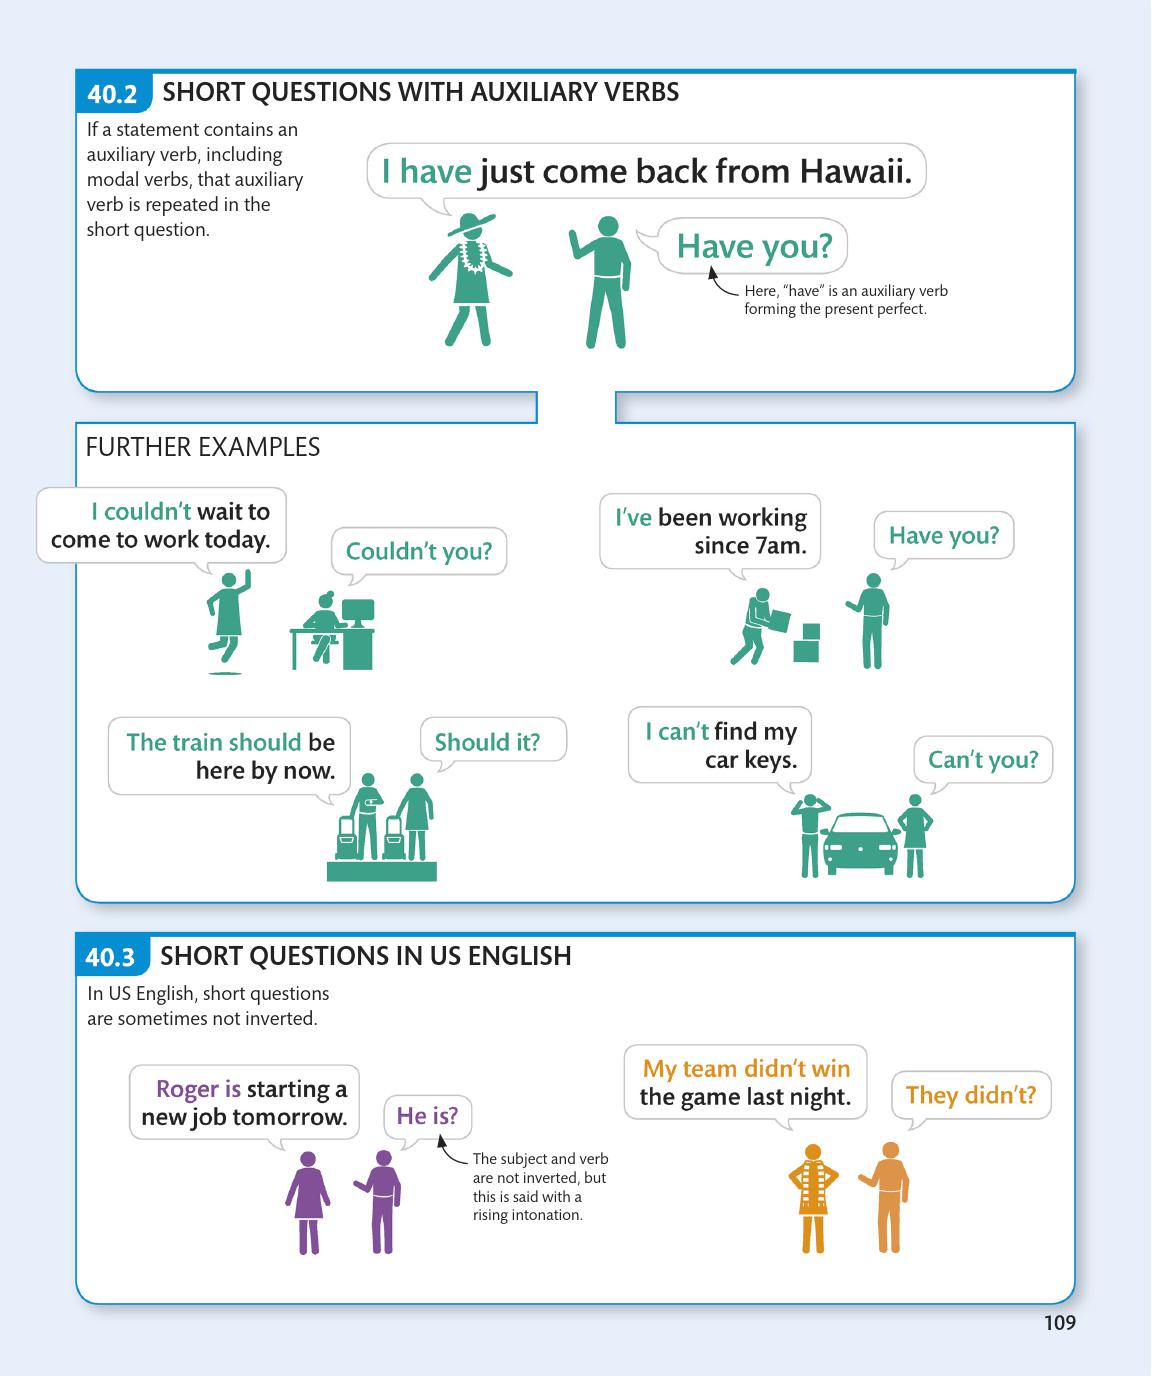 40.2 SHORT QUESTIONS WITH AUXILIARY VERBS
If a statement contains an
auxiliary verb, including
modal verbs, that auxiliary
verb is repeated in the
short question.
I have just come back from Hawaii.
Have you?
Here, “have” is an auxiliary verb
forming the present perfect.
FURTHER EXAMPLES
I couldn’t wait to
come to work today.
Couldn’t you?
I’ve been working
since 7am.
Have you?
The train should be
here by now.
Should it?
I can’t find my
car keys.
Can’t you?
40.3 SHORT QUESTIONS IN US ENGLISH
In US English, short questions
are sometimes not inverted.
Roger is starting a
new job tomorrow.
He is?
The subject and verb
are not inverted, but
this is said with a
rising intonation.
My team didn’t win
the game last night.
They didn’t?
109